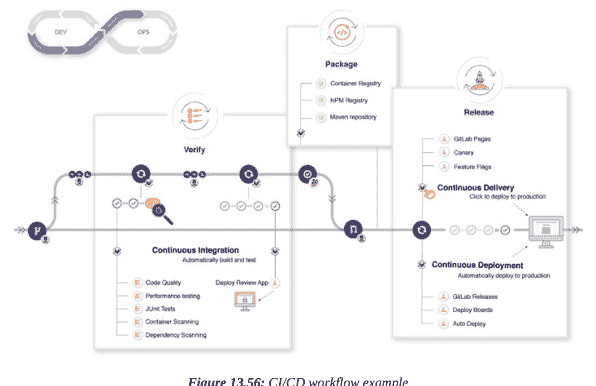 DEV
OPS
Package
Container Registry
NPM Registry
Maven repository
Release
GitLab Pages
Canary
Feature Flags
Continuous Delivery
Click to deploy to production
Continuous Deployment
Automatically deploy to production
GitLab Releases
Deploy Boards
Auto Deploy
Verify
Continuous Integration
Automatically build and test
Code Quality
Performance testing
JUnit Tests
Container Scanning
Dependency Scanning
Deploy Review App
Figure 13.56: CI/CD workflow example